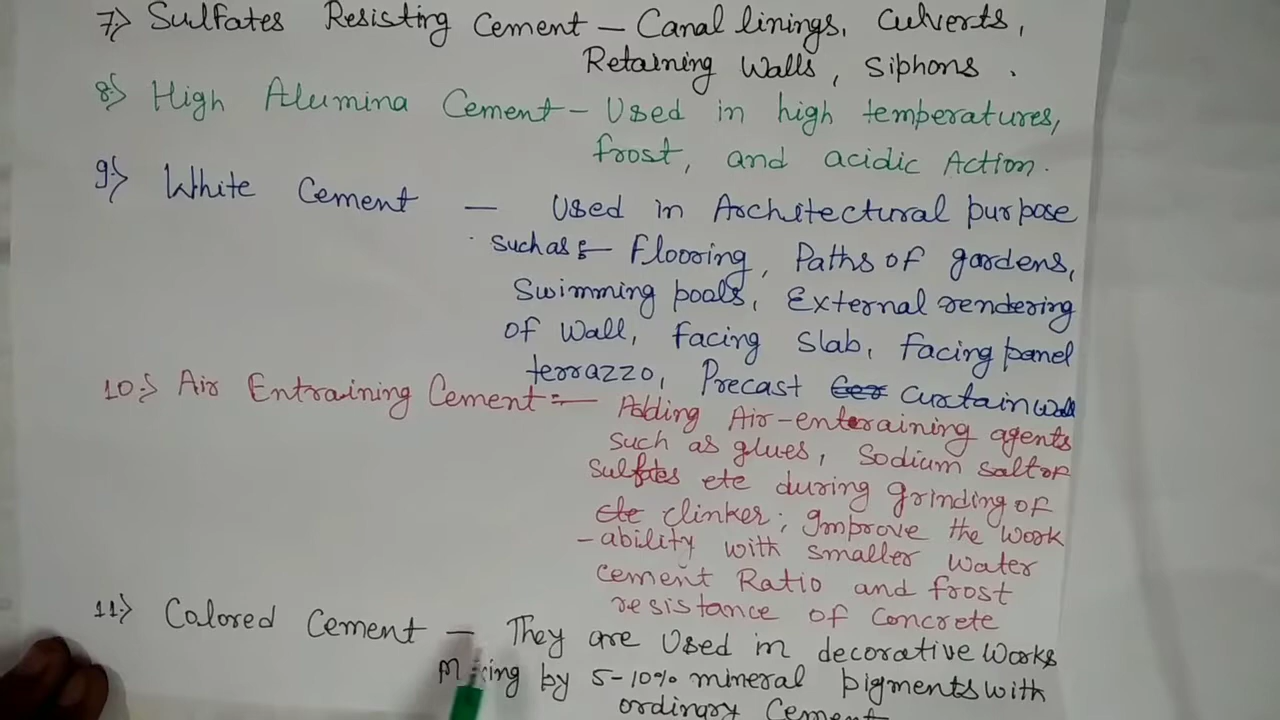 7) Sulfates Resisting Cement - Canal linings, Culverts,
Retaining Walls, Siphons.
8) High Alumina Cement - Used in high temperatures,
frost, and acidic Action.
9) White Cement - Used in Architectural purpose
such as :- Flooring, Paths of gardens,
Swimming pools, External rendering
of Wall, facing Slab, facing panel
terrazzo, Precast Curtain wall
10) Air Entraining Cement :- Adding Air-entraining agents
such as glues, Sodium salt of
Sulfates etc during grinding of
clinker; Improve the work
-ability with smaller water
cement Ratio and frost
resistance of Concrete
11) Colored Cement - They are Used in decorative works
Mixing by 5-10% mineral pigments with
ordinary Cement